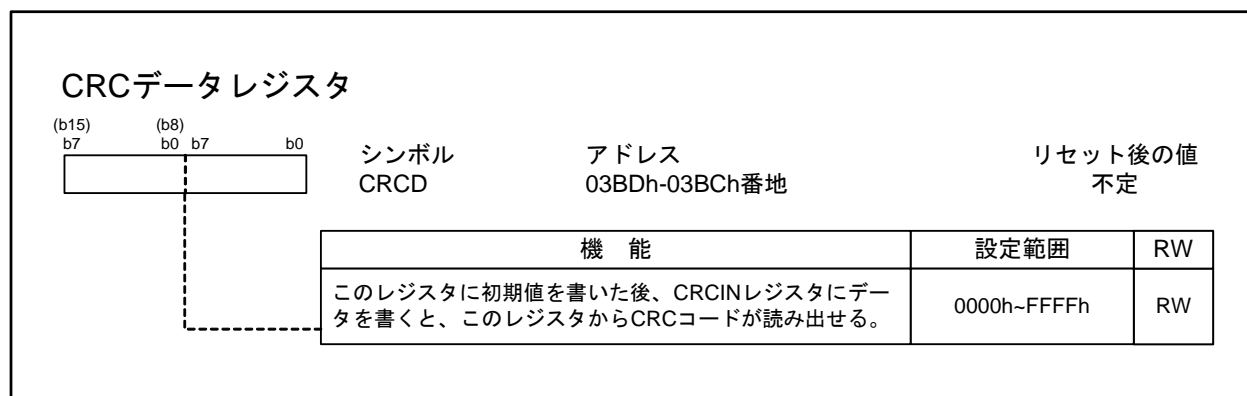 CRCデータレジスタ
(b15) (b8)
b7 b0 b7 b0
シンボル アドレス リセット後の値
CRCD 03BDh-03BCh番地 不定
機 能 設定範囲 RW
このレジスタに初期値を書いた後、CRCINレジスタにデー
タを書くと、このレジスタからCRCコードが読み出せる。
0000h~FFFFh RW